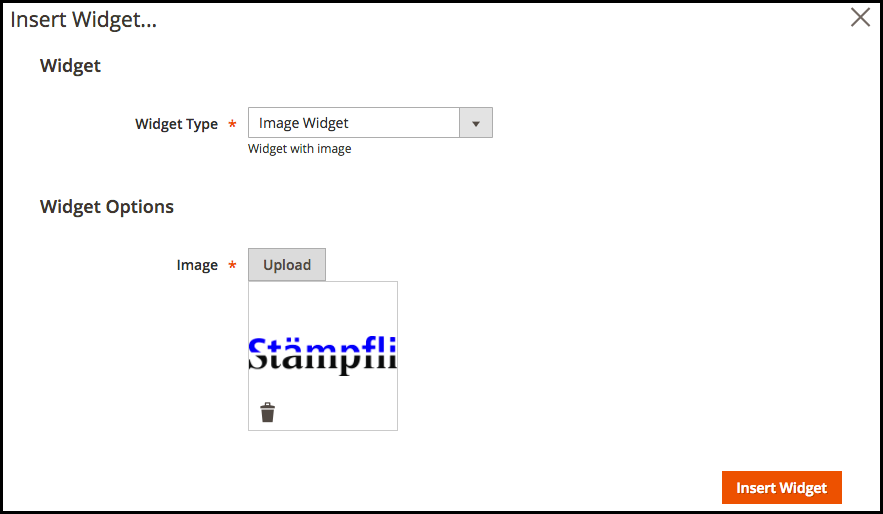 Insert Widget...
Widget
Widget Type *
Image Widget
Widget with image
Widget Options
Image *
Upload
Stämpfli
Insert Widget